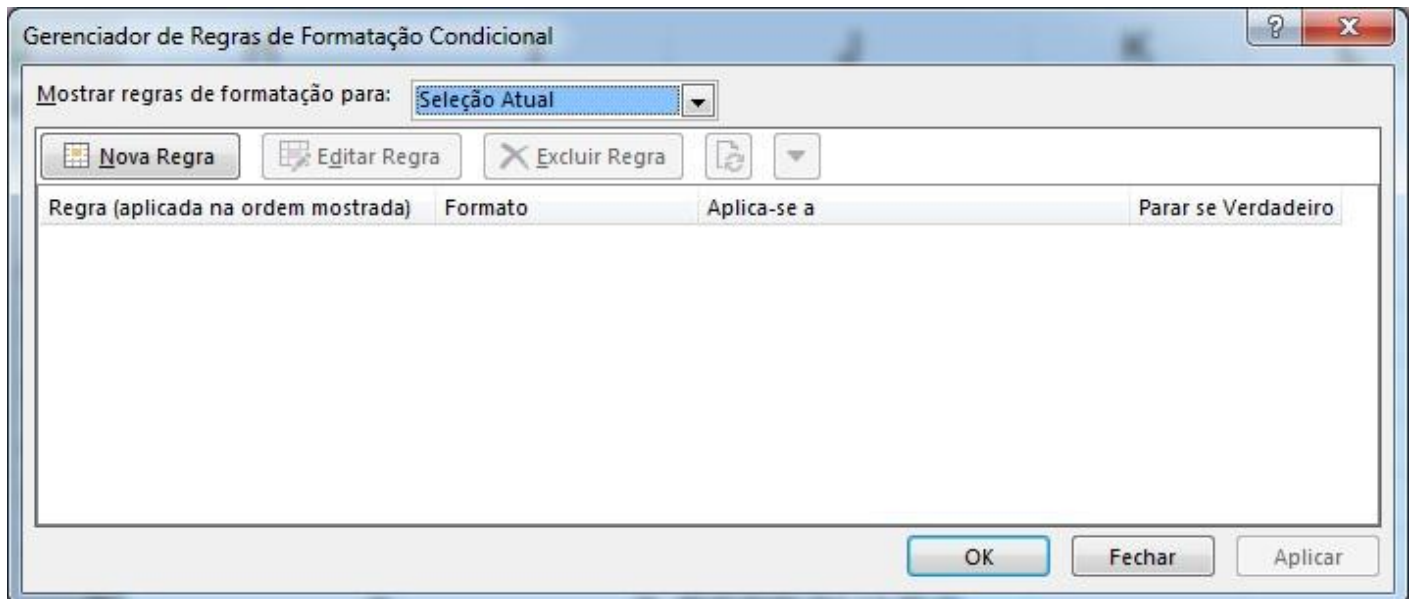 Gerenciador de Regras de Formatação Condicional
J K
Mostrar regras de formatação para: Seleção Atual
Nova Regra Editar Regra Excluir Regra
Regra (aplicada na ordem mostrada) Formato Aplica-se a Parar se Verdadeiro
OK Fechar Aplicar